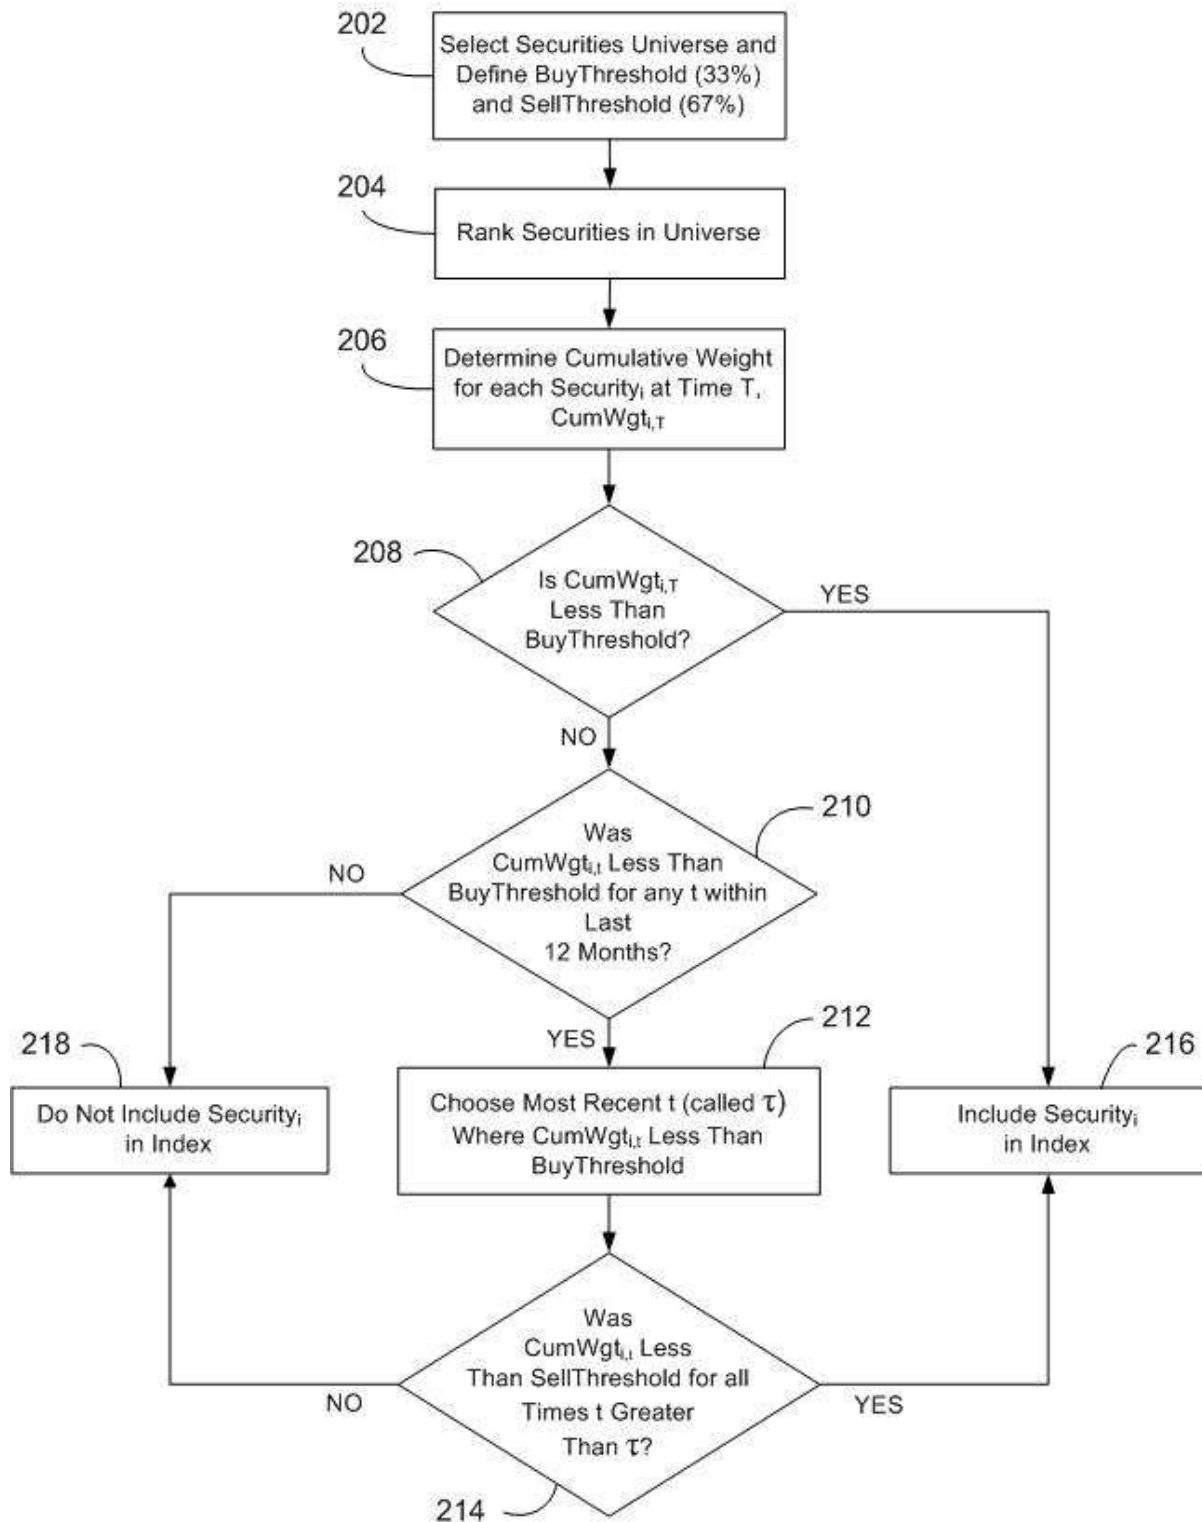 202
Select Securities Universe and
Define BuyThreshold (33%)
and SellThreshold (67%)
204
Rank Securities in Universe
206
Determine Cumulative Weight
for each Securityᵢ at Time T,
CumWgtᵢ,T
208
Is CumWgtᵢ,T
Less Than
BuyThreshold?
YES
NO
210
Was
CumWgtᵢ,t Less Than
BuyThreshold for any t within
Last
12 Months?
NO
YES
212
Choose Most Recent t (called τ)
Where CumWgtᵢ,t Less Than
BuyThreshold
218
Do Not Include Securityᵢ
in Index
216
Include Securityᵢ
in Index
Was
CumWgtᵢ,t Less
Than SellThreshold for all
Times t Greater
Than τ?
NO
YES
214